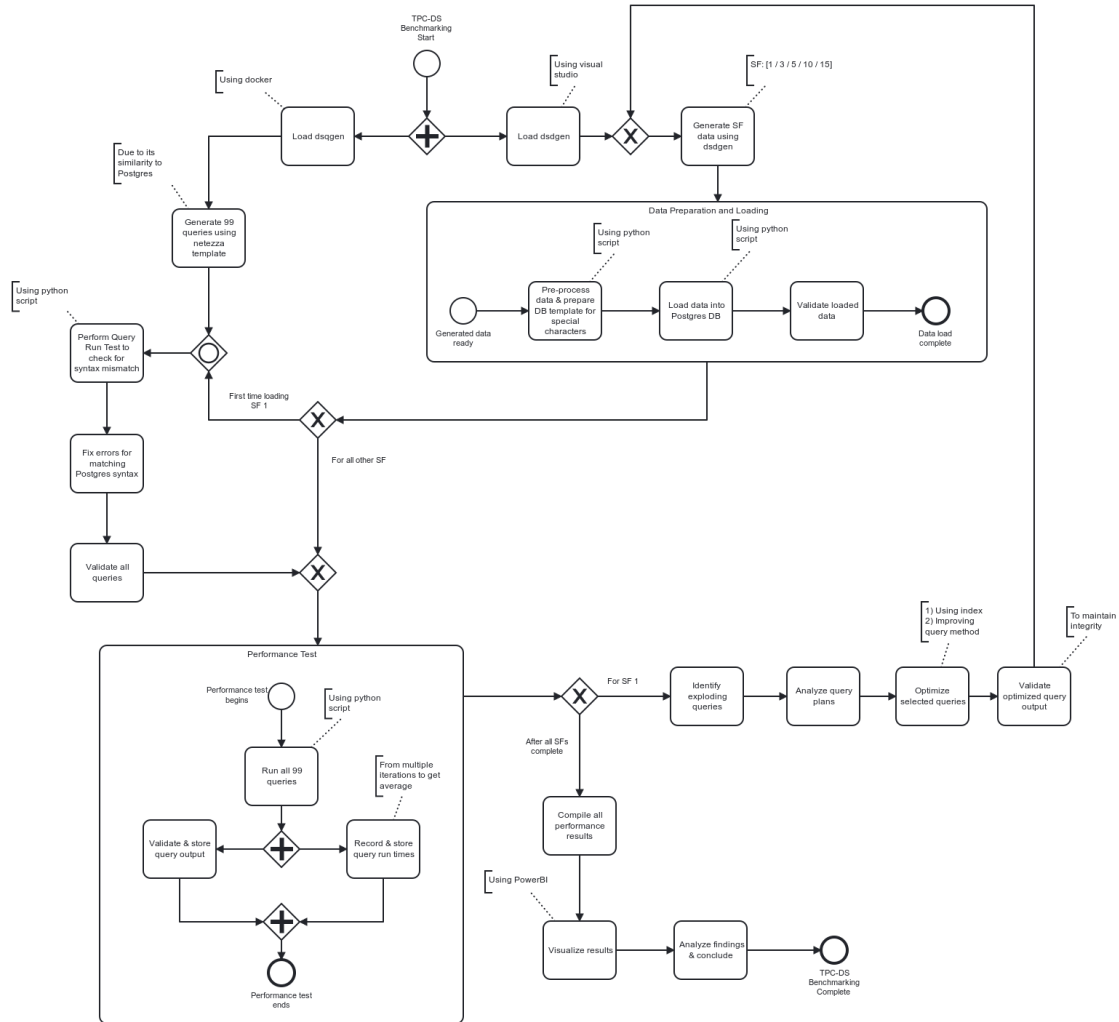 TPC-DS
Benchmarking
Start
Using docker
Using visual
studio
SF: [1 / 3 / 5 / 10 / 15]
Load dsqgen
Load dsdgen
Generate SF
data using
dsdgen
Due to its
similarity to
Postgres
Generate 99
queries using
netezza
template
Data Preparation and Loading
Using python
script
Using python
script
Generated data
ready
Pre-process
data & prepare
DB template for
special
characters
Load data into
Postgres DB
Validate loaded
data
Data load
complete
Using python
script
Perform Query
Run Test to
check for
syntax mismatch
First time loading
SF 1
For all other SF
Fix errors for
matching
Postgres syntax
Validate all
queries
Performance Test
Performance test
begins
Using python
script
Run all 99
queries
From multiple
iterations to get
average
Validate & store
query output
Record & store
query run times
Performance test
ends
For SF 1
Identify
exploding
queries
Analyze query
plans
1) Using index
2) Improving
query method
Optimize
selected queries
To maintain
integrity
Validate
optimized query
output
After all SFs
complete
Compile all
performance
results
Using PowerBI
Visualize results
Analyze findings
& conclude
TPC-DS
Benchmarking
Complete